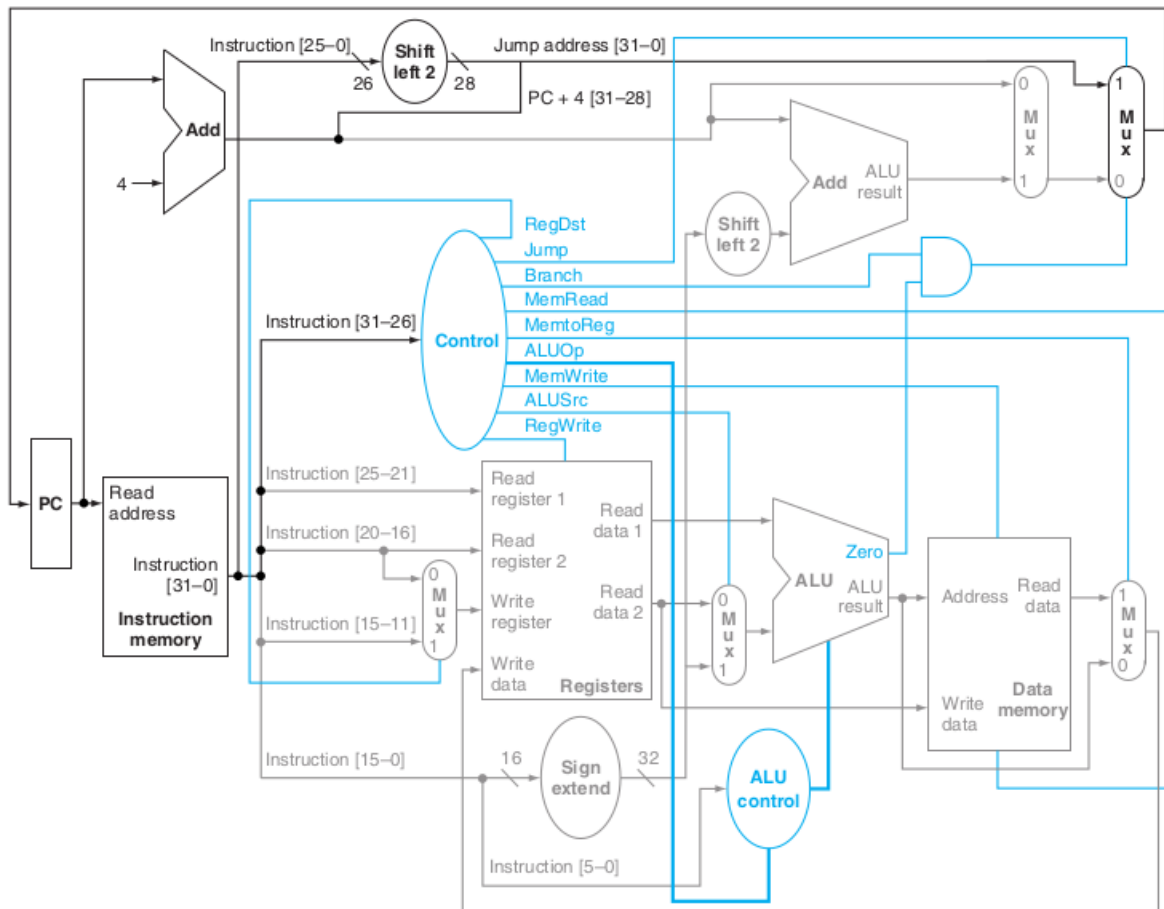 Instruction [25–0]
Shift
left 2
Jump address [31–0]
26
28
PC + 4 [31–28]
Add
4
0
M
u
x
1
1
M
u
x
0
Add
ALU
result
Shift
left 2
RegDst
Jump
Branch
MemRead
MemtoReg
ALUOp
MemWrite
ALUSrc
RegWrite
Control
Instruction [31–26]
PC
Read
address
Instruction
[31–0]
Instruction
memory
Instruction [25–21]
Instruction [20–16]
Instruction [15–11]
0
M
u
x
1
Read
register 1
Read
register 2
Write
register
Write
data
Read
data 1
Read
data 2
Registers
0
M
u
x
1
Zero
ALU
ALU
result
Address
Read
data
Write
data
Data
memory
1
M
u
x
0
Instruction [15–0]
16
Sign
extend
32
ALU
control
Instruction [5–0]